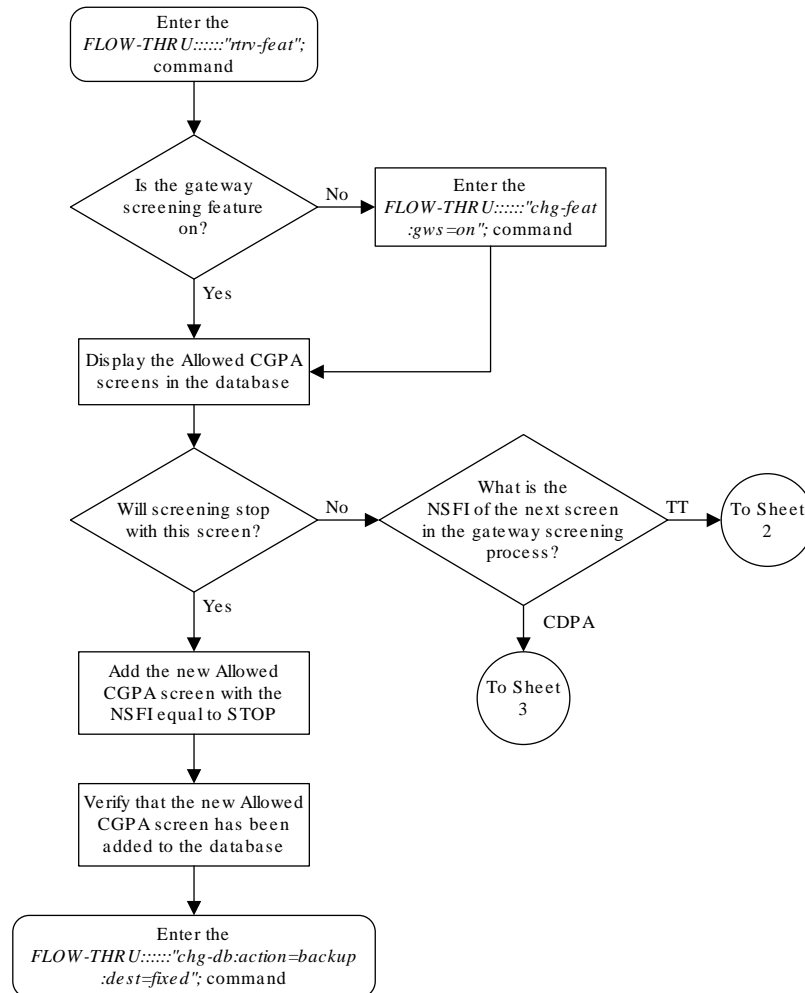 Enter the
FLOW-THRU::::::"rtrv-feat";
command
Is the gateway
screening feature
on?
No
Enter the
FLOW-THRU::::::"chg-feat
:gws=on"; command
Yes
Display the Allowed CGPA
screens in the database
Will screening stop
with this screen?
No
What is the
NSFI of the next screen
in the gateway screening
process?
TT
To Sheet
2
Yes
CDPA
Add the new Allowed
CGPA screen with the
NSFI equal to STOP
To Sheet
3
Verify that the new Allowed
CGPA screen has been
added to the database
Enter the
FLOW-THRU::::::"chg-db:action=backup
:dest=fixed"; command